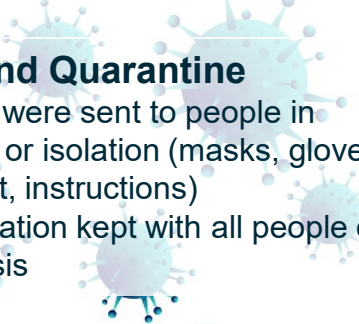 nd Quarantine
were sent to people in
or isolation (masks, glove
t, instructions)
ation kept with all people
sis